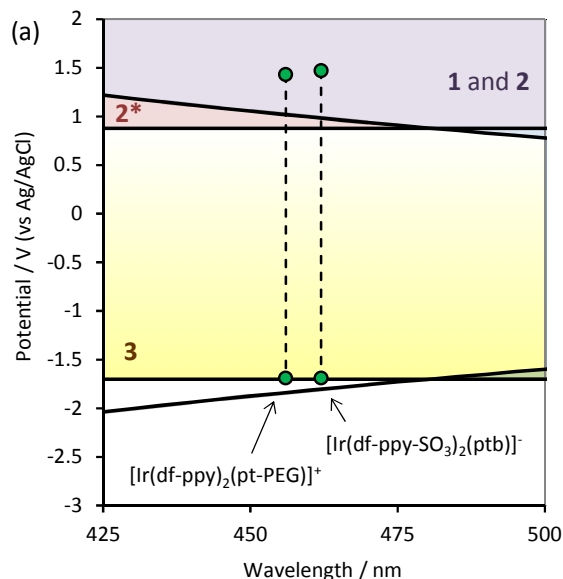 (a)
2
1.5
1
0.5
0
-0.5
-1
-1.5
-2
-2.5
-3
Potential / V (vs Ag/AgCl)
1 and 2
2*
3
[Ir(df-ppy)₂(pt-PEG)]⁺
[Ir(df-ppy-SO₃)₂(ptb)]⁻
425 450 475 500
Wavelength / nm